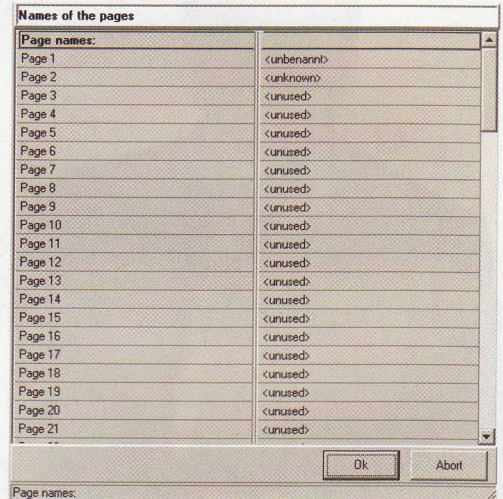 Names of the pages
Page names:
Page 1 <unbenannt>
Page 2 <unknown>
Page 3 <unused>
Page 4 <unused>
Page 5 <unused>
Page 6 <unused>
Page 7 <unused>
Page 8 <unused>
Page 9 <unused>
Page 10 <unused>
Page 11 <unused>
Page 12 <unused>
Page 13 <unused>
Page 14 <unused>
Page 15 <unused>
Page 16 <unused>
Page 17 <unused>
Page 18 <unused>
Page 19 <unused>
Page 20 <unused>
Page 21 <unused>
Ok Abort
Page names: